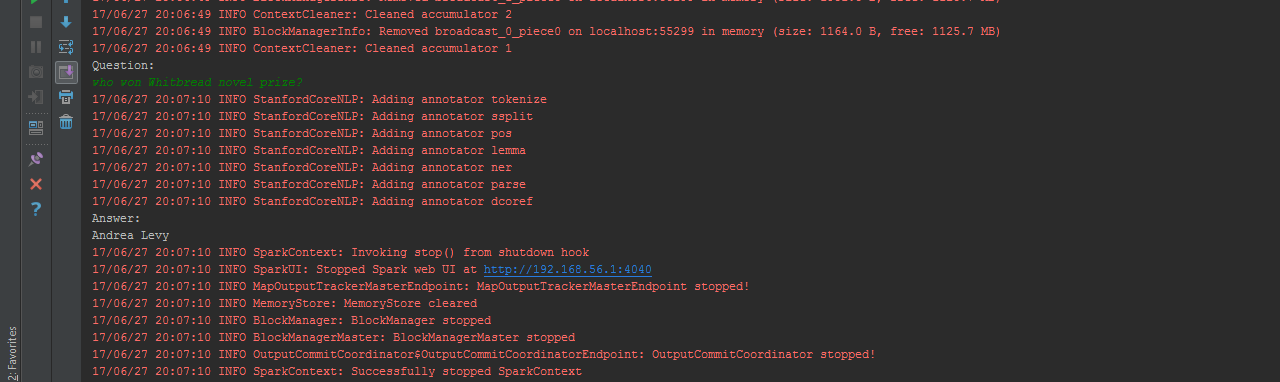 17/06/27 20:06:49 INFO ContextCleaner: Cleaned accumulator 2
17/06/27 20:06:49 INFO BlockManagerInfo: Removed broadcast_0_piece0 on localhost:55299 in memory (size: 1164.0 B, free: 1125.7 MB)
17/06/27 20:06:49 INFO ContextCleaner: Cleaned accumulator 1
Question:
who won Whitbread novel prize?
17/06/27 20:07:10 INFO StanfordCoreNLP: Adding annotator tokenize
17/06/27 20:07:10 INFO StanfordCoreNLP: Adding annotator ssplit
17/06/27 20:07:10 INFO StanfordCoreNLP: Adding annotator pos
17/06/27 20:07:10 INFO StanfordCoreNLP: Adding annotator lemma
17/06/27 20:07:10 INFO StanfordCoreNLP: Adding annotator ner
17/06/27 20:07:10 INFO StanfordCoreNLP: Adding annotator parse
17/06/27 20:07:10 INFO StanfordCoreNLP: Adding annotator dcoref
Answer:
Andrea Levy
17/06/27 20:07:10 INFO SparkContext: Invoking stop() from shutdown hook
17/06/27 20:07:10 INFO SparkUI: Stopped Spark web UI at http://192.168.56.1:4040
17/06/27 20:07:10 INFO MapOutputTrackerMasterEndpoint: MapOutputTrackerMasterEndpoint stopped!
17/06/27 20:07:10 INFO MemoryStore: MemoryStore cleared
17/06/27 20:07:10 INFO BlockManager: BlockManager stopped
17/06/27 20:07:10 INFO BlockManagerMaster: BlockManagerMaster stopped
17/06/27 20:07:10 INFO OutputCommitCoordinator$OutputCommitCoordinatorEndpoint: OutputCommitCoordinator stopped!
17/06/27 20:07:10 INFO SparkContext: Successfully stopped SparkContext
2: Favorites